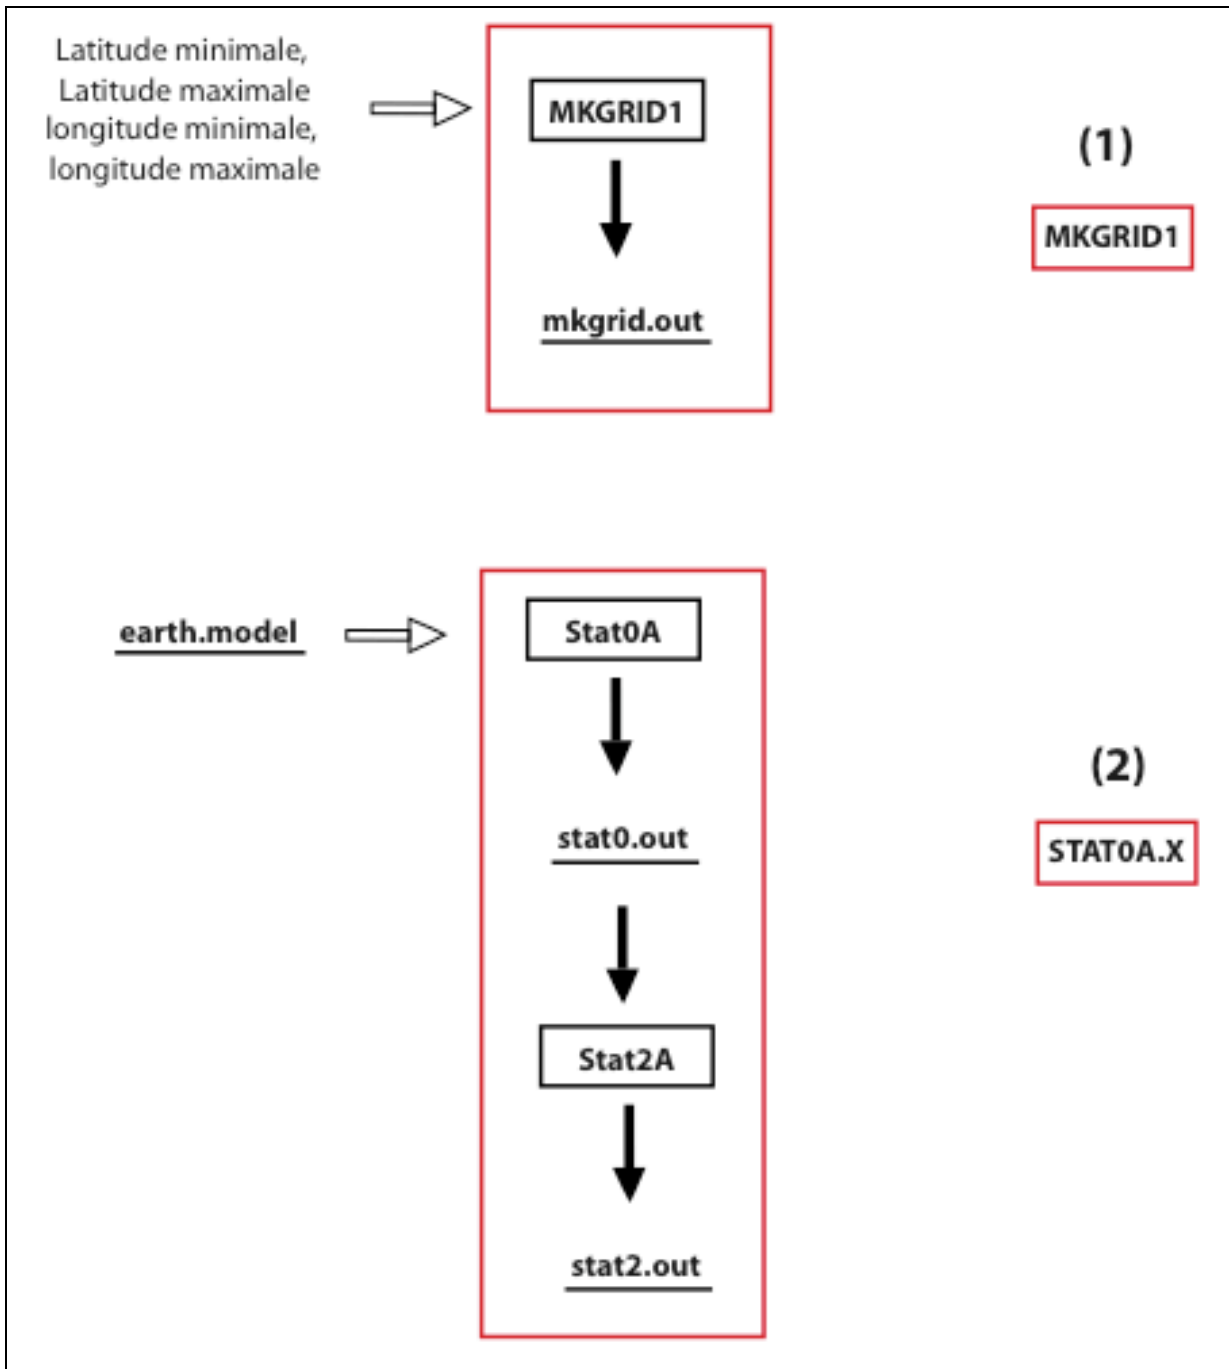 Latitude minimale,
Latitude maximale
longitude minimale,
longitude maximale
MKGRID1
mkgrid.out
(1)
MKGRID1
earth.model
Stat0A
stat0.out
Stat2A
stat2.out
(2)
STAT0A.X